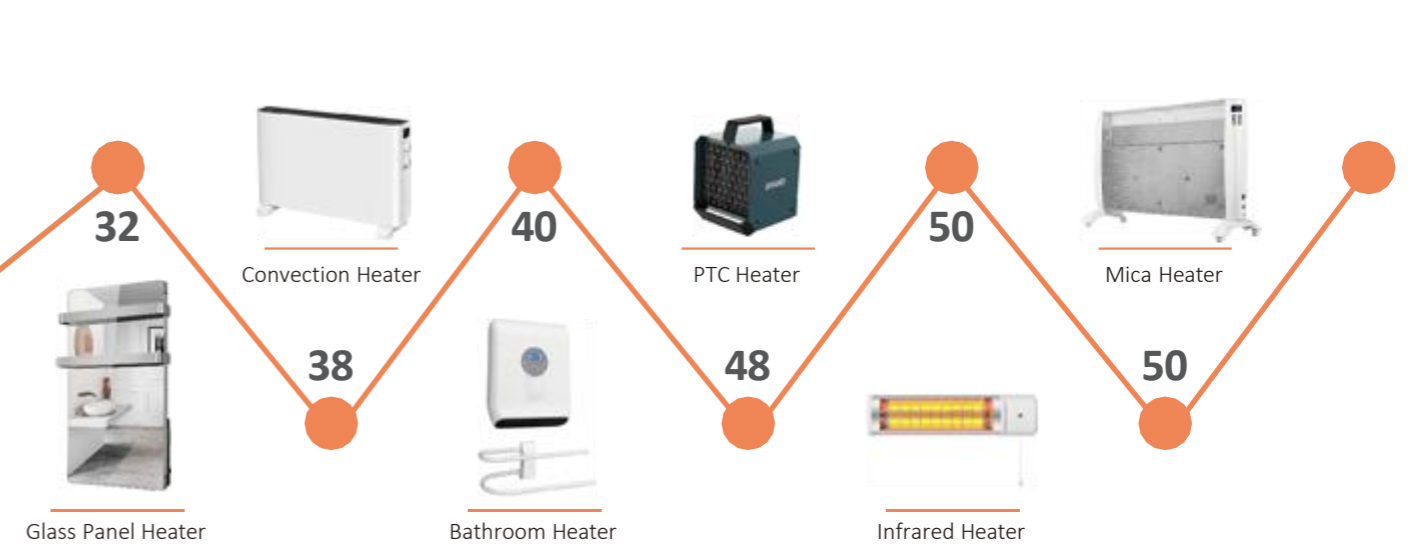 32
40
50
Convection Heater
PTC Heater
Mica Heater
38
48
50
Glass Panel Heater
Bathroom Heater
Infrared Heater